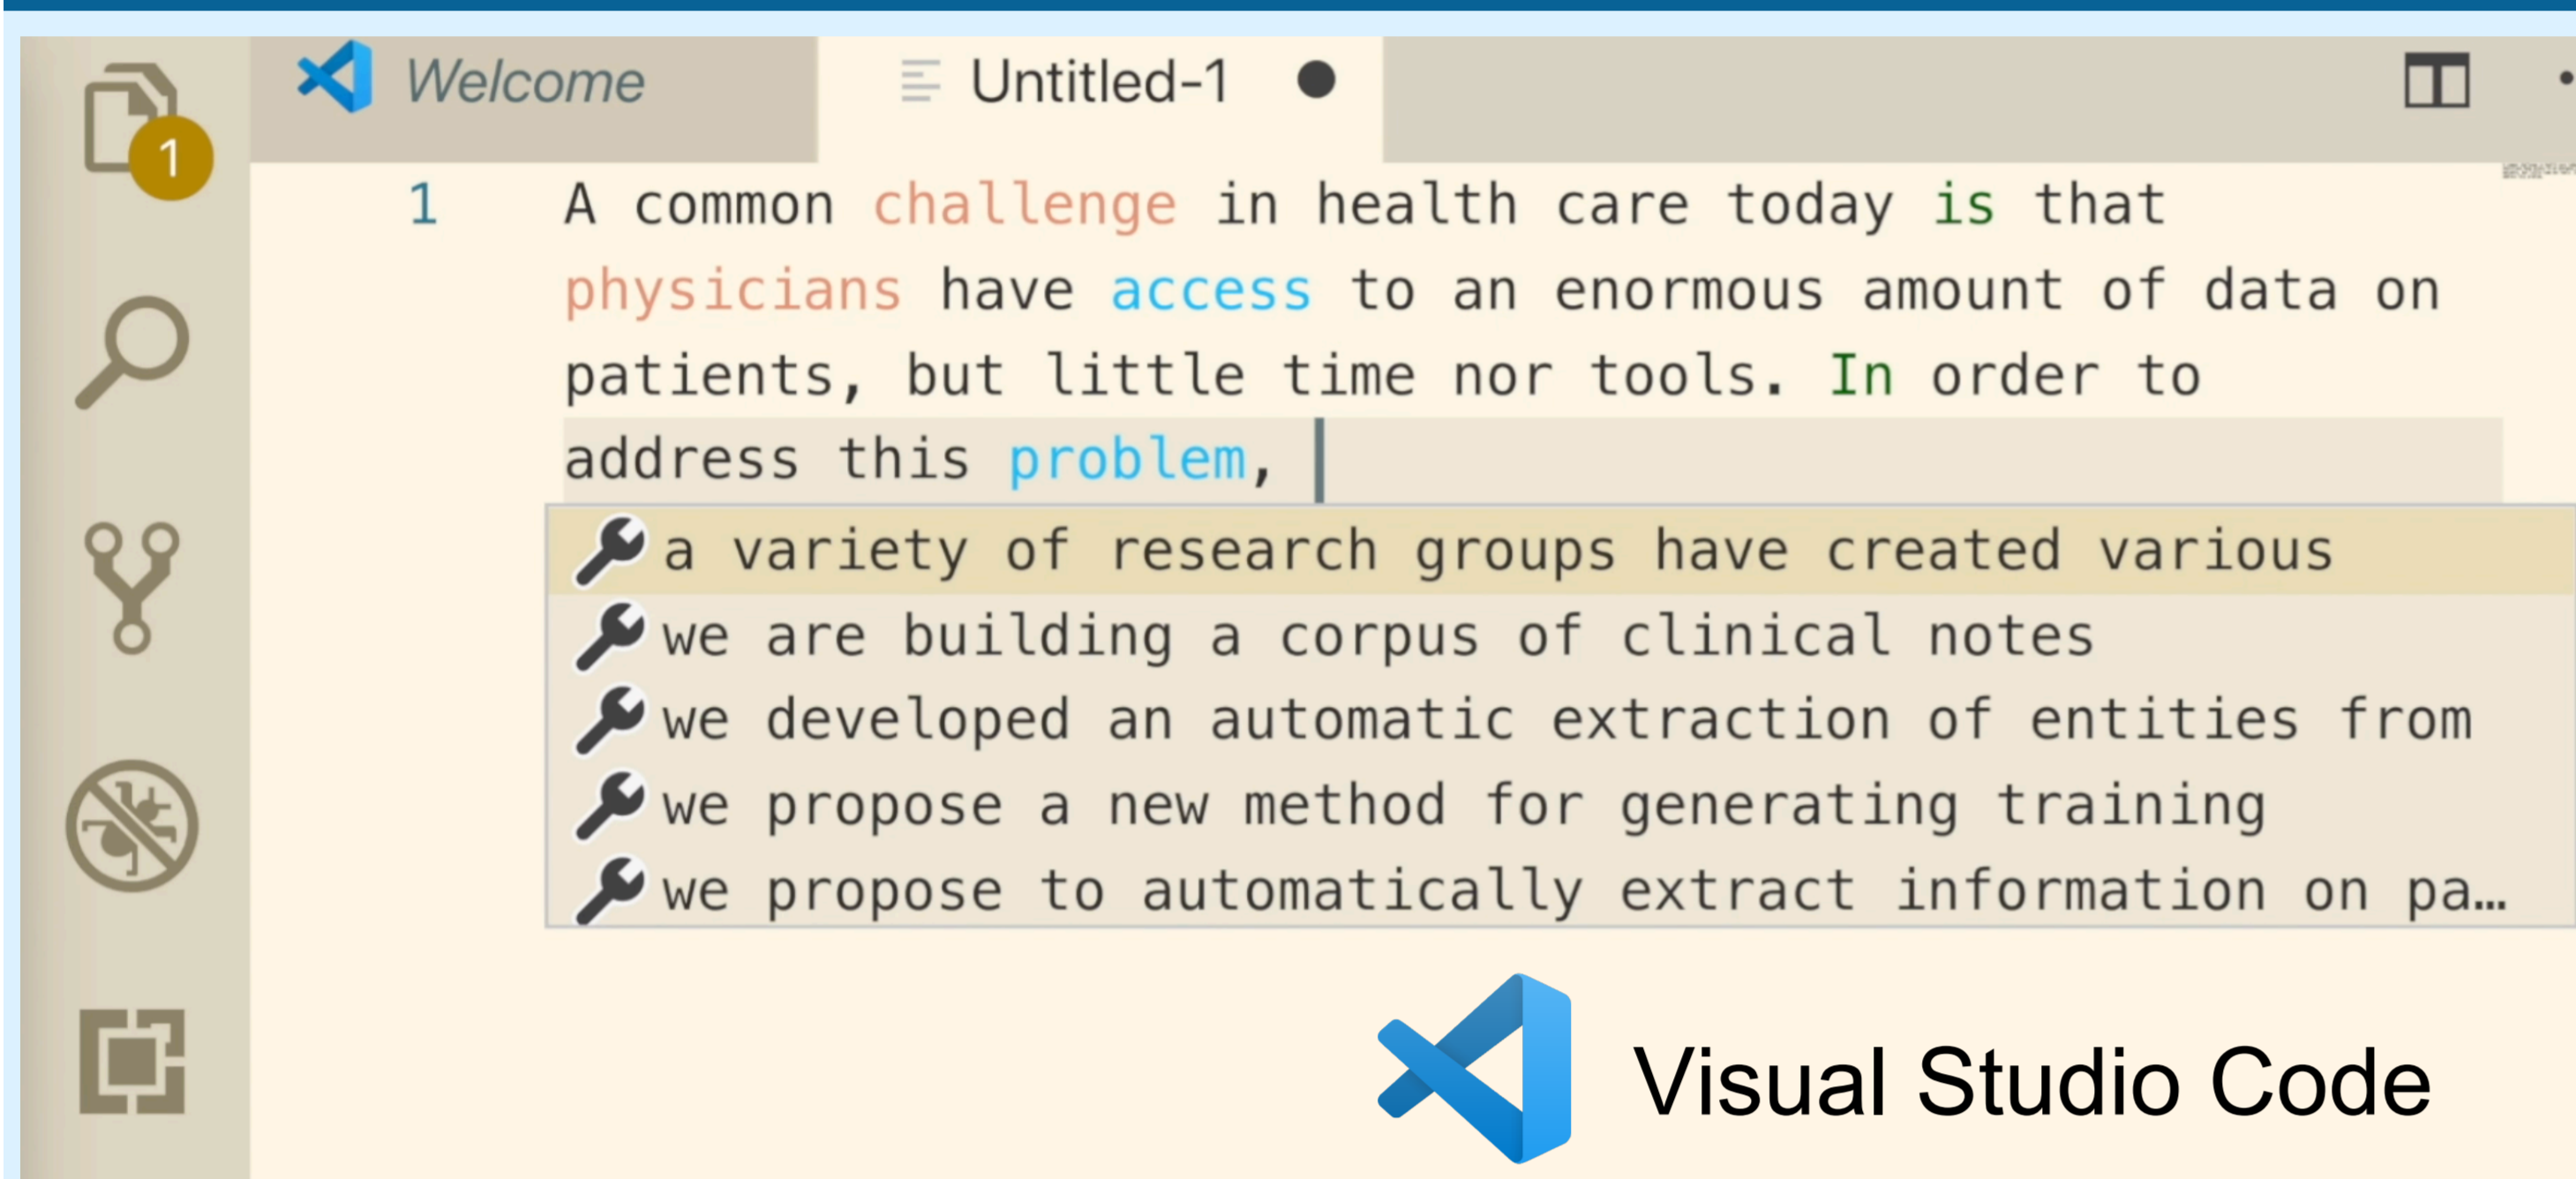 1
Welcome
Untitled-1
1
A common challenge in health care today is that
physicians have access to an enormous amount of data on
patients, but little time nor tools. In order to
address this problem,
a variety of research groups have created various
we are building a corpus of clinical notes
we developed an automatic extraction of entities from
we propose a new method for generating training
we propose to automatically extract information on pa…
Visual Studio Code